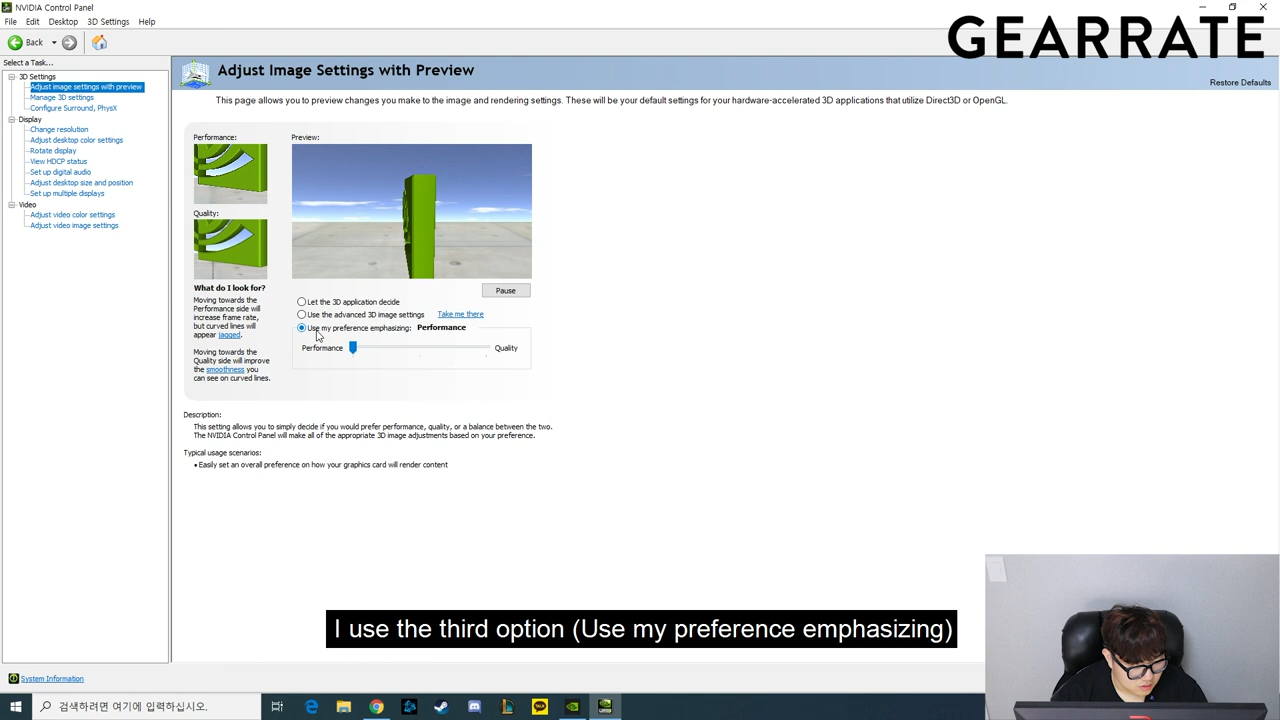 NVIDIA Control Panel
File Edit Desktop 3D Settings Help
Back
GEARRATE
Select a Task...
3D Settings
Adjust image settings with preview
Manage 3D settings
Configure Surround, PhysX
Display
Change resolution
Adjust desktop color settings
Rotate display
View HDCP status
Set up digital audio
Adjust desktop size and position
Set up multiple displays
Video
Adjust video color settings
Adjust video image settings
System Information
Adjust Image Settings with Preview
Restore Defaults
This page allows you to preview changes you make to the image and rendering settings. These will be your default settings for your hardware-accelerated 3D applications that utilize Direct3D or OpenGL.
Performance:
Quality:
What do I look for?
Moving towards the
Performance side will
increase frame rate,
but curved lines will
appear jagged.
Moving towards the
Quality side will improve
the smoothness you
can see on curved lines.
Preview:
Pause
Let the 3D application decide
Use the advanced 3D image settings Take me there
Use my preference emphasizing: Performance
Performance Quality
Description:
This setting allows you to simply decide if you would prefer performance, quality, or a balance between the two.
The NVIDIA Control Panel will make all of the appropriate 3D image adjustments based on your preference.
Typical usage scenarios:
• Easily set an overall preference on how your graphics card will render content
I use the third option (Use my preference emphasizing)
검색하려면 여기에 입력하십시오.